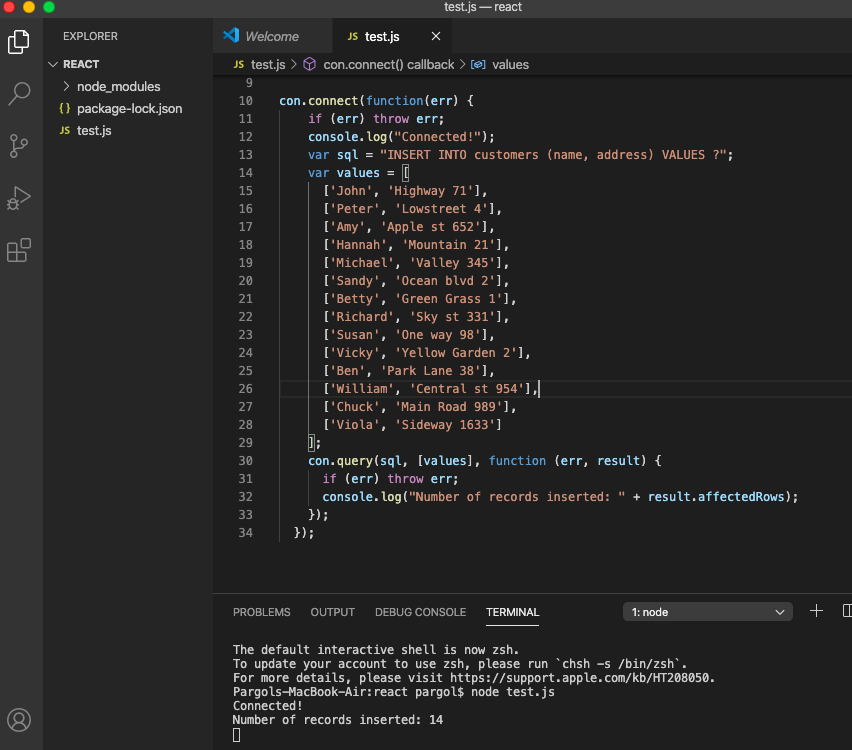 test.js — react
EXPLORER
REACT
node_modules
{} package-lock.json
JS test.js
Welcome
JS test.js
JS test.js > con.connect() callback > values
9
10 con.connect(function(err) {
11 if (err) throw err;
12 console.log("Connected!");
13 var sql = "INSERT INTO customers (name, address) VALUES ?";
14 var values = [
15 ['John', 'Highway 71'],
16 ['Peter', 'Lowstreet 4'],
17 ['Amy', 'Apple st 652'],
18 ['Hannah', 'Mountain 21'],
19 ['Michael', 'Valley 345'],
20 ['Sandy', 'Ocean blvd 2'],
21 ['Betty', 'Green Grass 1'],
22 ['Richard', 'Sky st 331'],
23 ['Susan', 'One way 98'],
24 ['Vicky', 'Yellow Garden 2'],
25 ['Ben', 'Park Lane 38'],
26 ['William', 'Central st 954'],
27 ['Chuck', 'Main Road 989'],
28 ['Viola', 'Sideway 1633']
29 ];
30 con.query(sql, [values], function (err, result) {
31 if (err) throw err;
32 console.log("Number of records inserted: " + result.affectedRows);
33 });
34 });
PROBLEMS OUTPUT DEBUG CONSOLE TERMINAL 1: node
The default interactive shell is now zsh.
To update your account to use zsh, please run `chsh -s /bin/zsh`.
For more details, please visit https://support.apple.com/kb/HT208050.
Pargols-MacBook-Air:react pargol$ node test.js
Connected!
Number of records inserted: 14